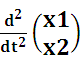 d²/dt² (x1
x2)